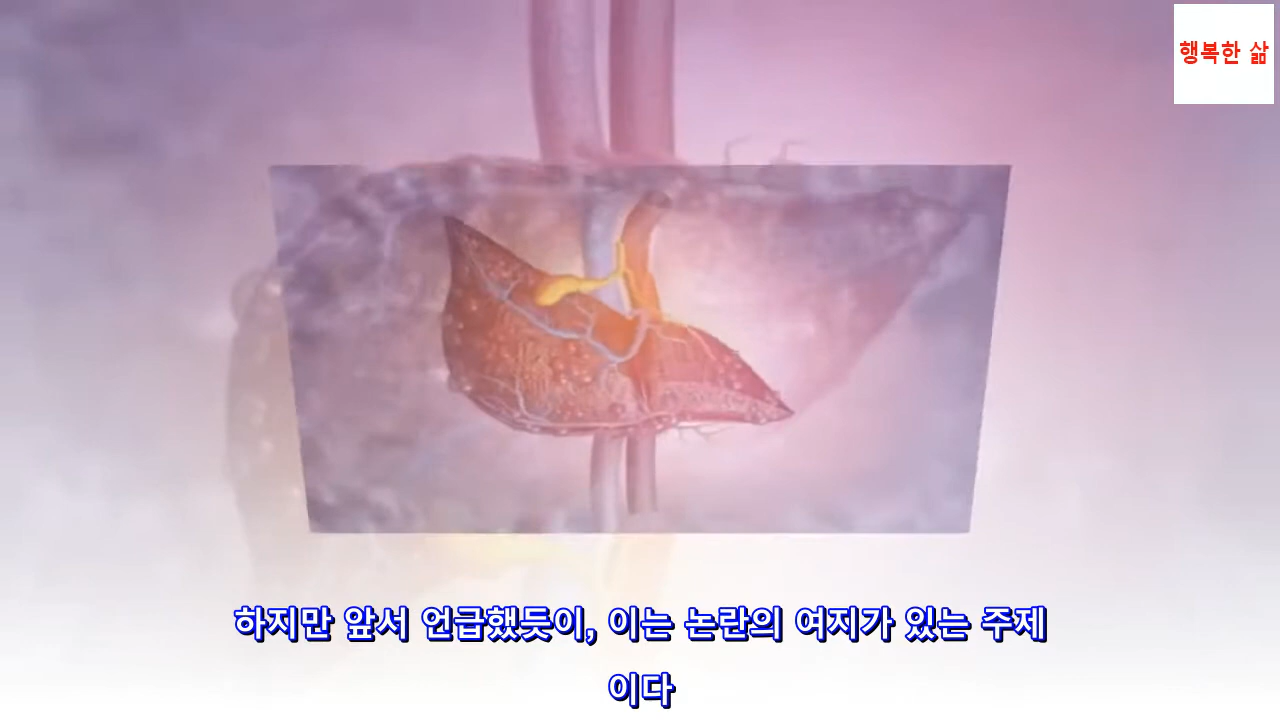 행복한 삶
하지만 앞서 언급했듯이, 이는 논란의 여지가 있는 주제
이다